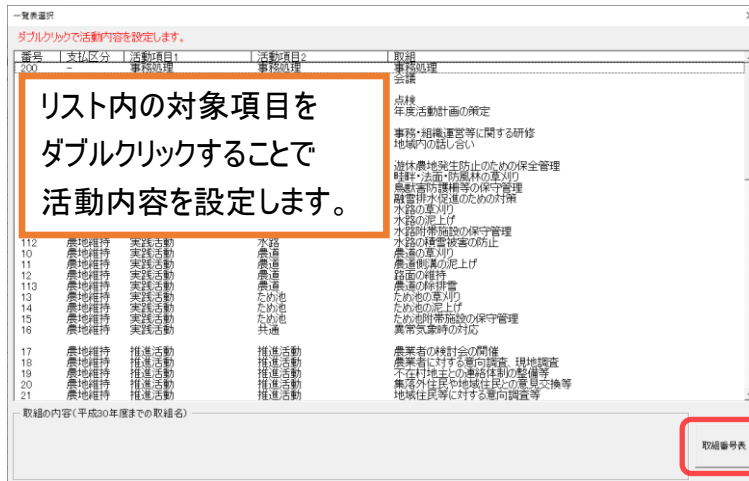 一覧表選択
ダブルクリックで活動内容を設定します。
番号 支払区分 活動項目1 活動項目2 取組
200 - 事務処理 事務処理 事務処理
会議
点検
年度活動計画の策定
事務・組織運営等に関する研修
地域内の話し合い
遊休農地発生防止のための保全管理
畦畔・法面・防風林の草刈り
鳥獣害防護柵等の保守管理
融雪排水促進のための対策
水路の草刈り
水路の泥上げ
水路附帯施設の保守管理
リスト内の対象項目を
ダブルクリックすることで
活動内容を設定します。
112 農地維持 実践活動 水路 水路の積雪被害の防止
10 農地維持 実践活動 農道 農道の草刈り
11 農地維持 実践活動 農道 農道側溝の泥上げ
12 農地維持 実践活動 農道 路面の維持
113 農地維持 実践活動 農道 農道の除排雪
13 農地維持 実践活動 ため池 ため池の草刈り
14 農地維持 実践活動 ため池 ため池の泥上げ
15 農地維持 実践活動 ため池 ため池附帯施設の保守管理
16 農地維持 実践活動 共通 異常気象時の対応
17 農地維持 推進活動 推進活動 農業者の検討会の開催
18 農地維持 推進活動 推進活動 農業者に対する意向調査、現地調査
19 農地維持 推進活動 推進活動 不在村地主との連絡体制の整備等
20 農地維持 推進活動 推進活動 集落外住民や地域住民との意見交換等
21 農地維持 推進活動 推進活動 地域住民等に対する意向調査等
取組の内容(平成30年度までの取組名)
取組番号表